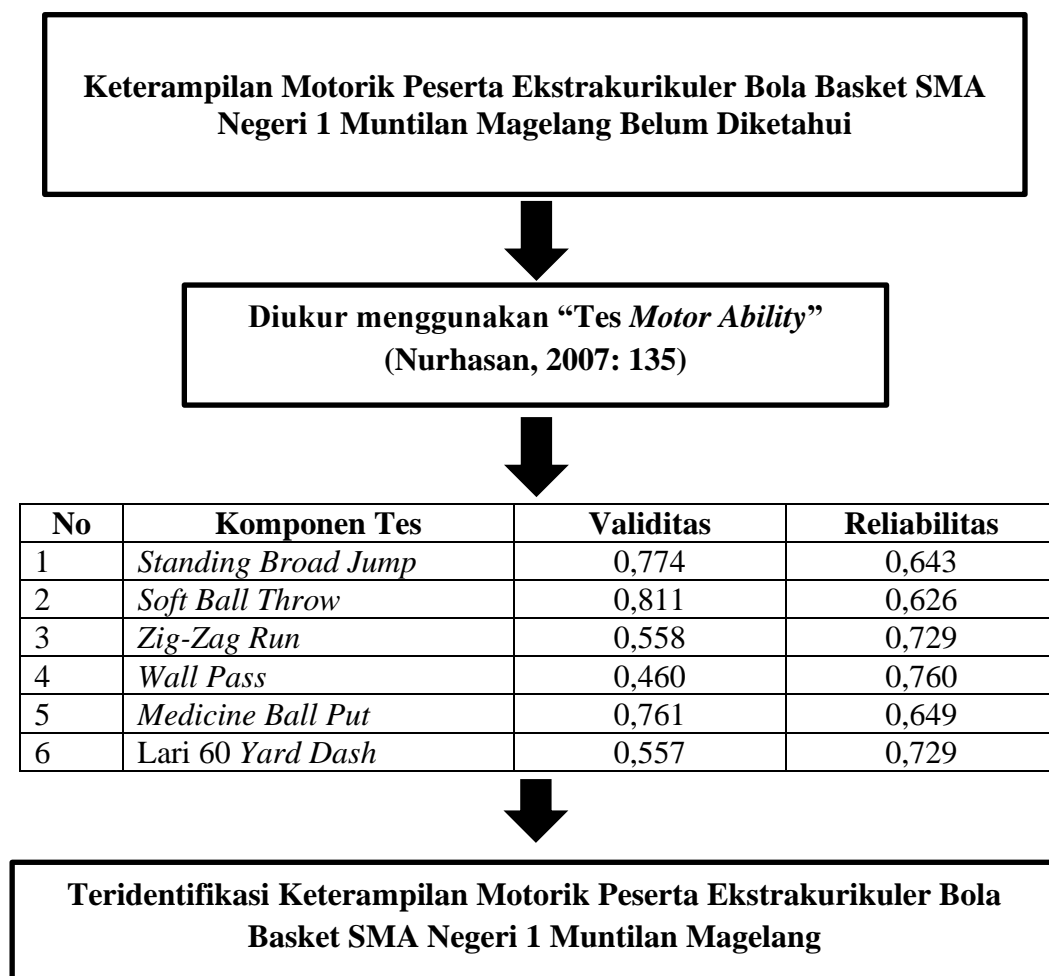 Keterampilan Motorik Peserta Ekstrakurikuler Bola Basket SMA
Negeri 1 Muntilan Magelang Belum Diketahui
Diukur menggunakan “Tes Motor Ability”
(Nurhasan, 2007: 135)
No Komponen Tes Validitas Reliabilitas
1 Standing Broad Jump 0,774 0,643
2 Soft Ball Throw 0,811 0,626
3 Zig-Zag Run 0,558 0,729
4 Wall Pass 0,460 0,760
5 Medicine Ball Put 0,761 0,649
6 Lari 60 Yard Dash 0,557 0,729
Teridentifikasi Keterampilan Motorik Peserta Ekstrakurikuler Bola
Basket SMA Negeri 1 Muntilan Magelang